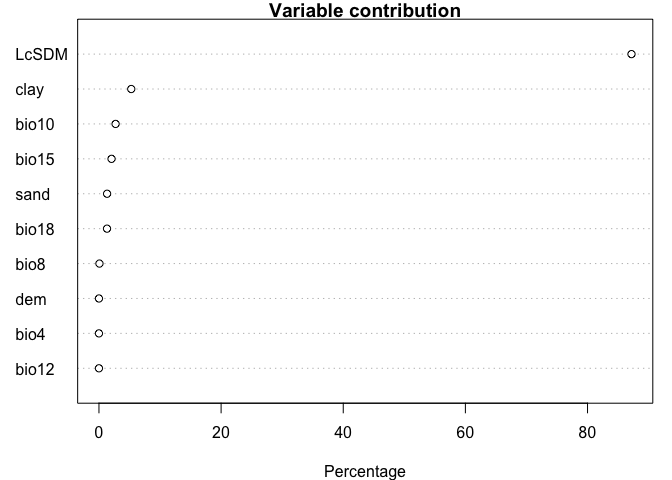 Variable contribution
LcSDM
clay
bio10
bio15
sand
bio18
bio8
dem
bio4
bio12
0 20 40 60 80
Percentage